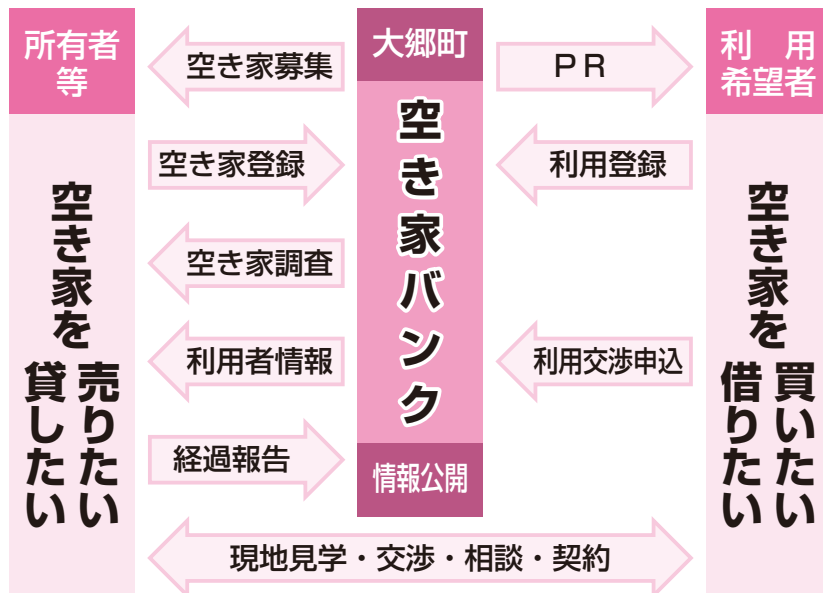 所有者
等
空き家を
売りたい
貸したい
空き家募集
空き家登録
空き家調査
利用者情報
経過報告
大郷町
空き家バンク
情報公開
PR
利用登録
利用交渉申込
利用
希望者
空き家を
買いたい
借りたい
現地見学・交渉・相談・契約